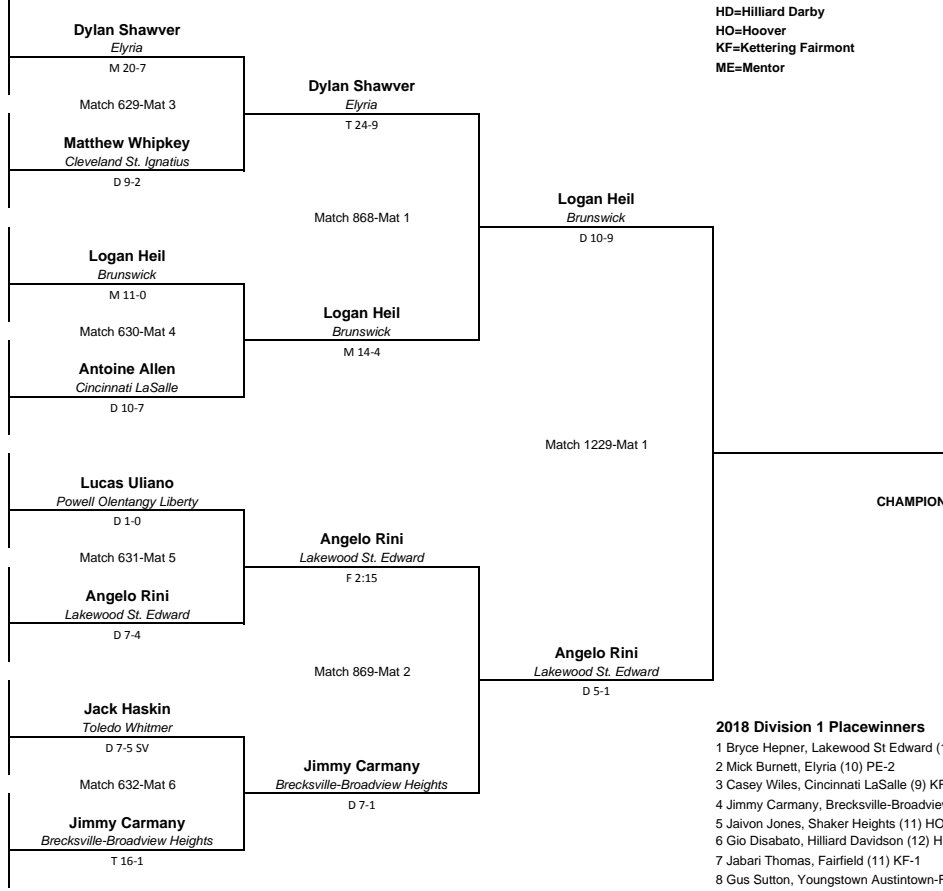 HD=Hilliard Darby
HO=Hoover
KF=Kettering Fairmont
ME=Mentor
Dylan Shawver
Elyria
M 20-7
Match 629-Mat 3
Matthew Whipkey
Cleveland St. Ignatius
D 9-2
Logan Heil
Brunswick
M 11-0
Match 630-Mat 4
Antoine Allen
Cincinnati LaSalle
D 10-7
Lucas Uliano
Powell Olentangy Liberty
D 1-0
Match 631-Mat 5
Angelo Rini
Lakewood St. Edward
D 7-4
Jack Haskin
Toledo Whitmer
D 7-5 SV
Match 632-Mat 6
Jimmy Carmany
Brecksville-Broadview Heights
T 16-1
Dylan Shawver
Elyria
T 24-9
Match 868-Mat 1
Logan Heil
Brunswick
M 14-4
Angelo Rini
Lakewood St. Edward
F 2:15
Match 869-Mat 2
Jimmy Carmany
Brecksville-Broadview Heights
D 7-1
Logan Heil
Brunswick
D 10-9
Match 1229-Mat 1
Angelo Rini
Lakewood St. Edward
D 5-1
CHAMPION
2018 Division 1 Placewinners
1 Bryce Hepner, Lakewood St Edward (
2 Mick Burnett, Elyria (10) PE-2
3 Casey Wiles, Cincinnati LaSalle (9) KF
4 Jimmy Carmany, Brecksville-Broadview
5 Jaivon Jones, Shaker Heights (11) HO
6 Gio Disabato, Hilliard Davidson (12) H
7 Jabari Thomas, Fairfield (11) KF-1
8 Gus Sutton, Youngstown Austintown-F